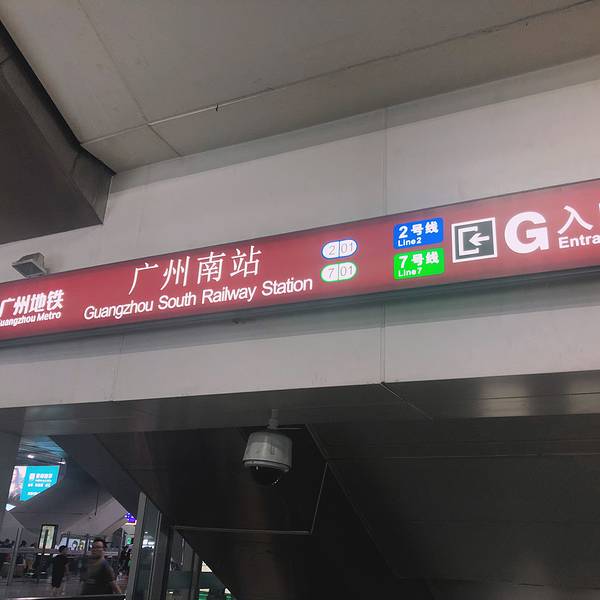 广州地铁
Guangzhou Metro
广州南站
Guangzhou South Railway Station
2 01
7 01
2号线
Line2
7号线
Line7
G
入
Entra